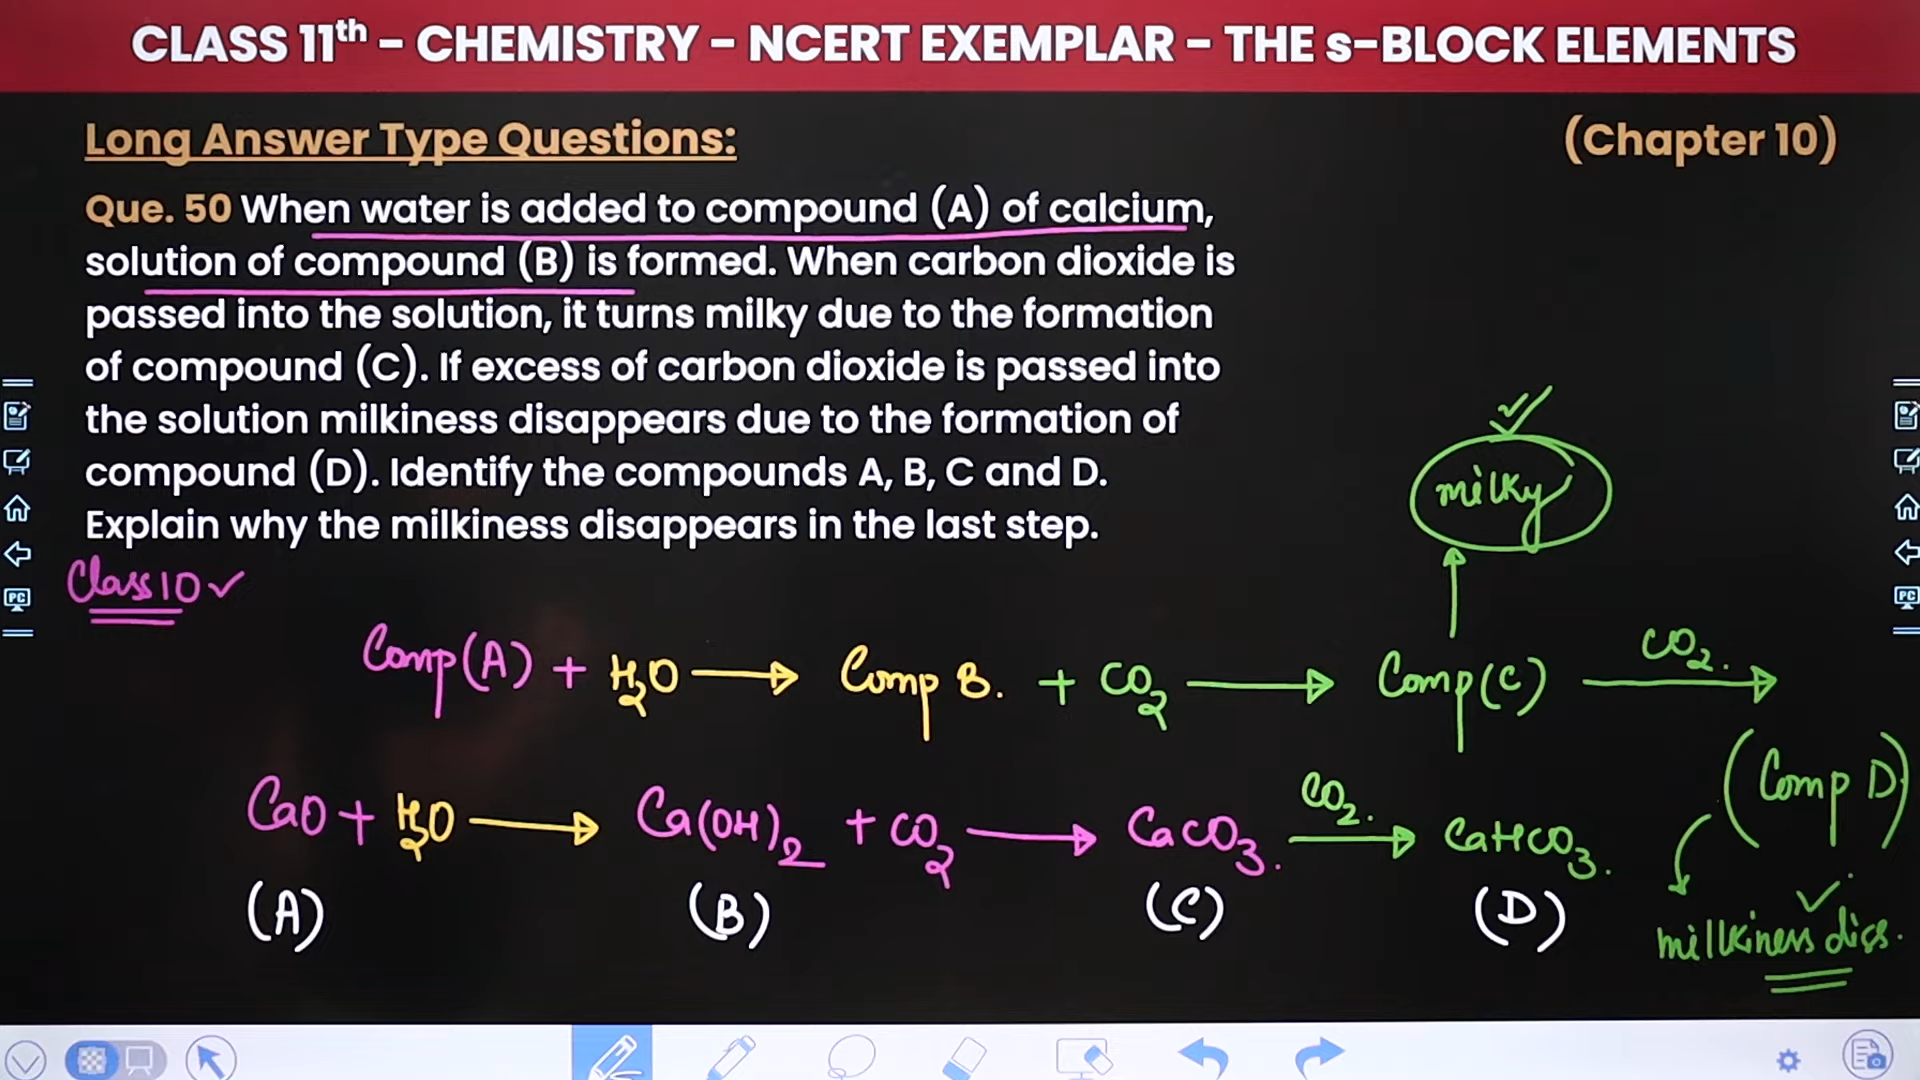 CLASS 11th - CHEMISTRY - NCERT EXEMPLAR - THE s-BLOCK ELEMENTS
Long Answer Type Questions:
(Chapter 10)
Que. 50 When water is added to compound (A) of calcium,
solution of compound (B) is formed. When carbon dioxide is
passed into the solution, it turns milky due to the formation
of compound (C). If excess of carbon dioxide is passed into
the solution milkiness disappears due to the formation of
compound (D). Identify the compounds A, B, C and D.
Explain why the milkiness disappears in the last step.
milky
Class 10 ✓
Comp(A) + H₂O → Comp B. + CO₂ → Comp(C) CO₂. →
(Comp D)
CaO + H₂O → Ca(OH)₂ + CO₂ → CaCO₃. CO₂. → CaHCO₃.
(A) (B) (C) (D)
millkiness diss.
PC
PC